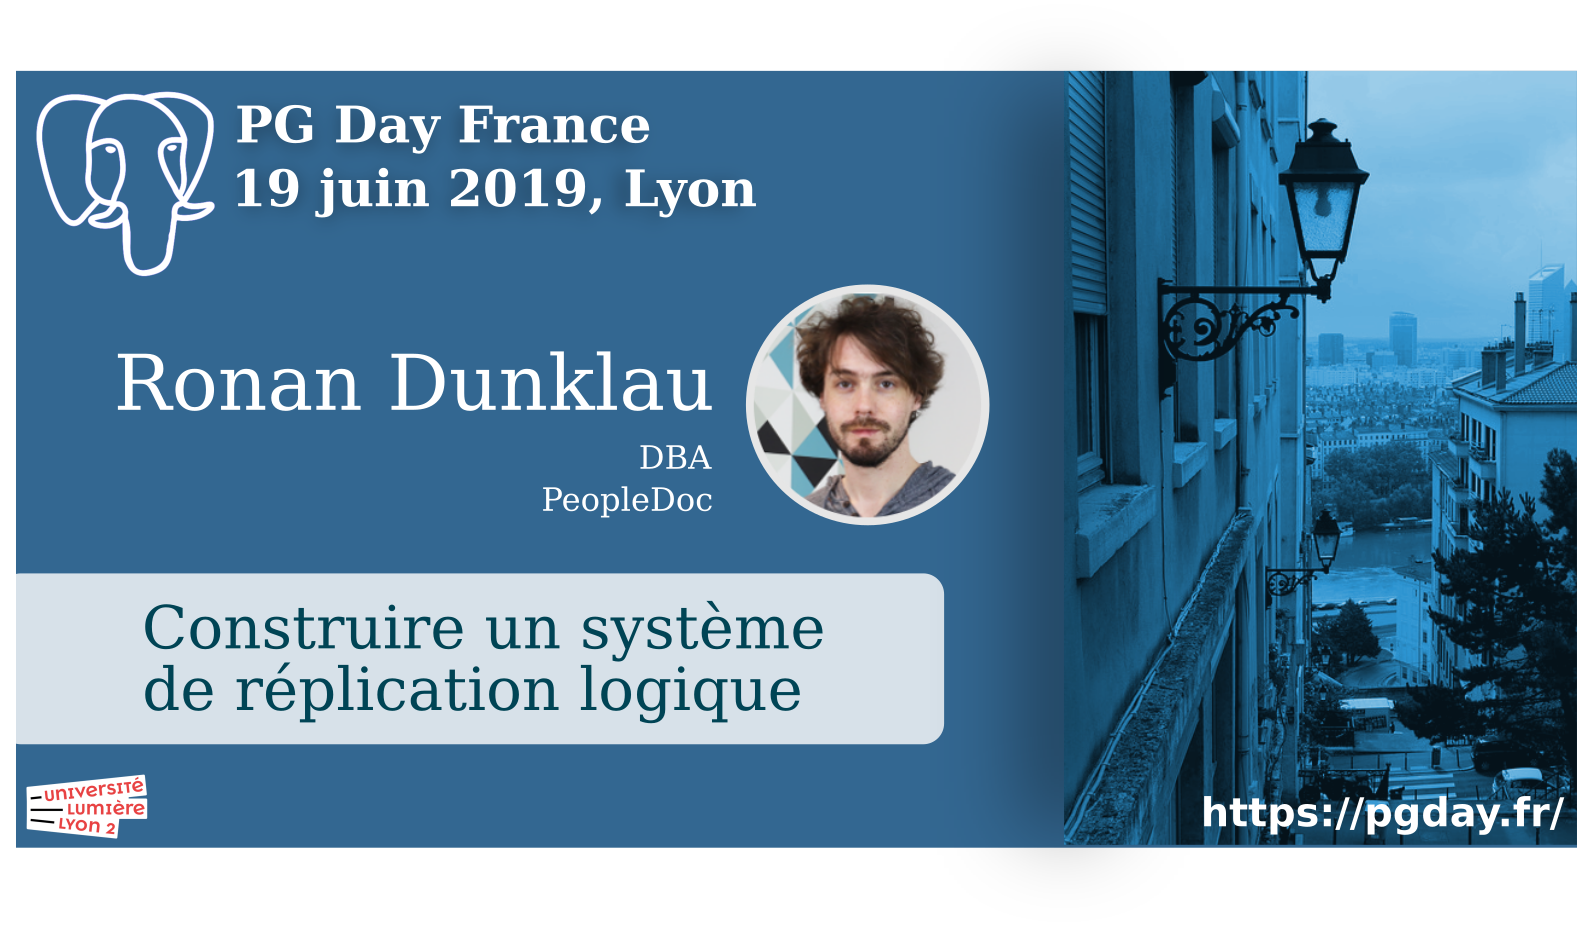 PG Day France
19 juin 2019, Lyon
Ronan Dunklau
DBA
PeopleDoc
Construire un système
de réplication logique
université
Lumière
Lyon 2
https://pgday.fr/